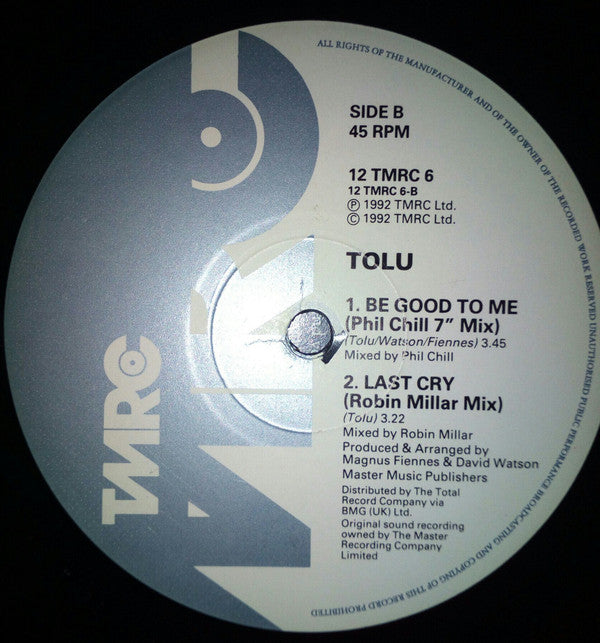 ALL RIGHTS OF THE MANUFACTURER AND OF THE OWNER OF THE RECORDED WORK RESERVED UNAUTHORISED PUBLIC PERFORMANCE BROADCASTING AND COPYING OF THIS RECORD PROHIBITED
SIDE B
45 RPM
12 TMRC 6
12 TMRC 6-B
℗ 1992 TMRC Ltd.
© 1992 TMRC Ltd.
TOLU
1. BE GOOD TO ME
(Phil Chill 7" Mix)
(Tolu/Watson/Fiennes) 3.45
Mixed by Phil Chill
2. LAST CRY
(Robin Millar Mix)
(Tolu) 3.22
Mixed by Robin Millar
Produced & Arranged by
Magnus Fiennes & David Watson
Master Music Publishers
Distributed by The Total
Record Company via
BMG (UK) Ltd.
Original sound recording
owned by The Master
Recording Company
Limited
TMRC
TMRC